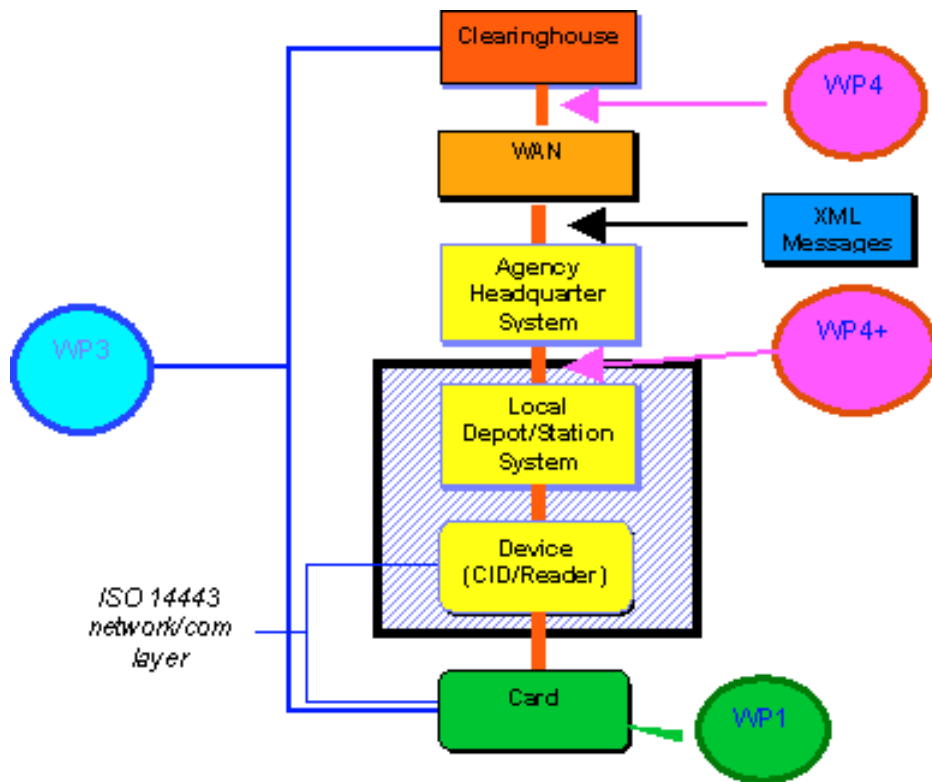 Clearinghouse
WP4
WAN
XML
Messages
Agency
Headquarter
System
WP4+
WP3
Local
Depot/Station
System
Device
(CID/Reader)
ISO 14443
network/com
layer
Card
WP1